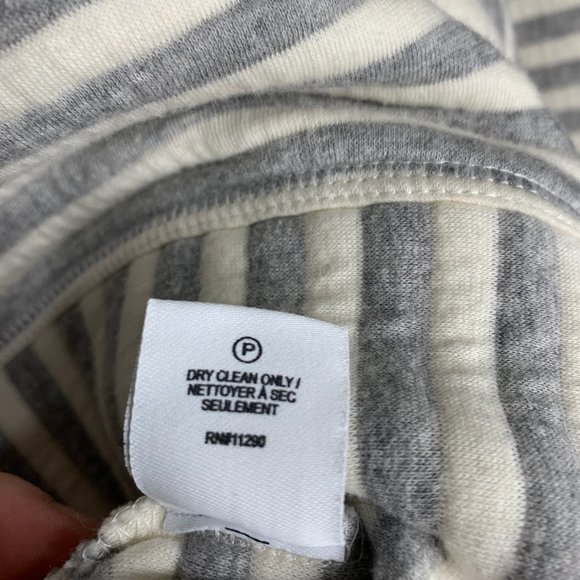 P
DRY CLEAN ONLY /
NETTOYER À SEC
SEULEMENT
RN#11290